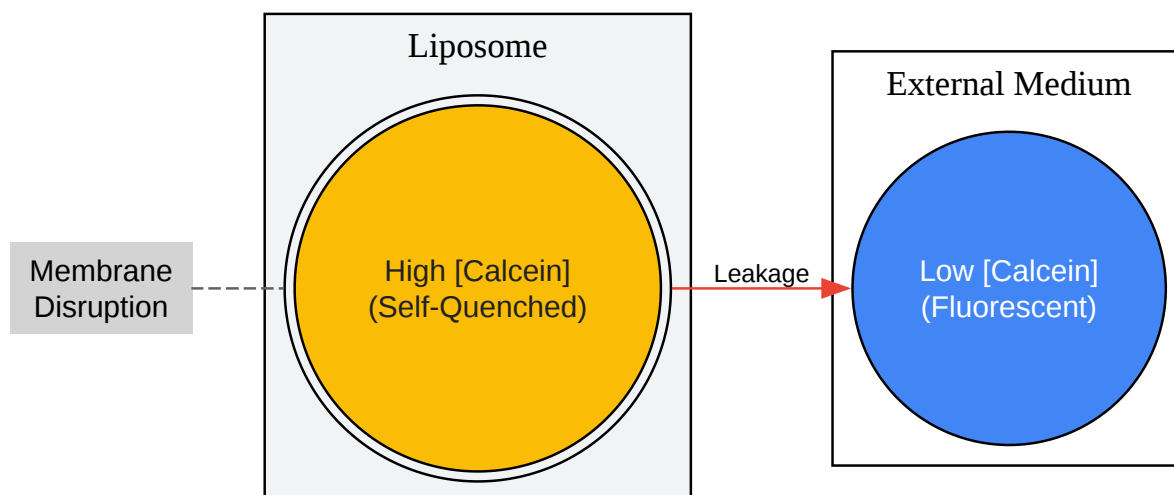 Liposome
External Medium
Membrane
Disruption
High [Calcein]
(Self-Quenched)
Leakage
Low [Calcein]
(Fluorescent)